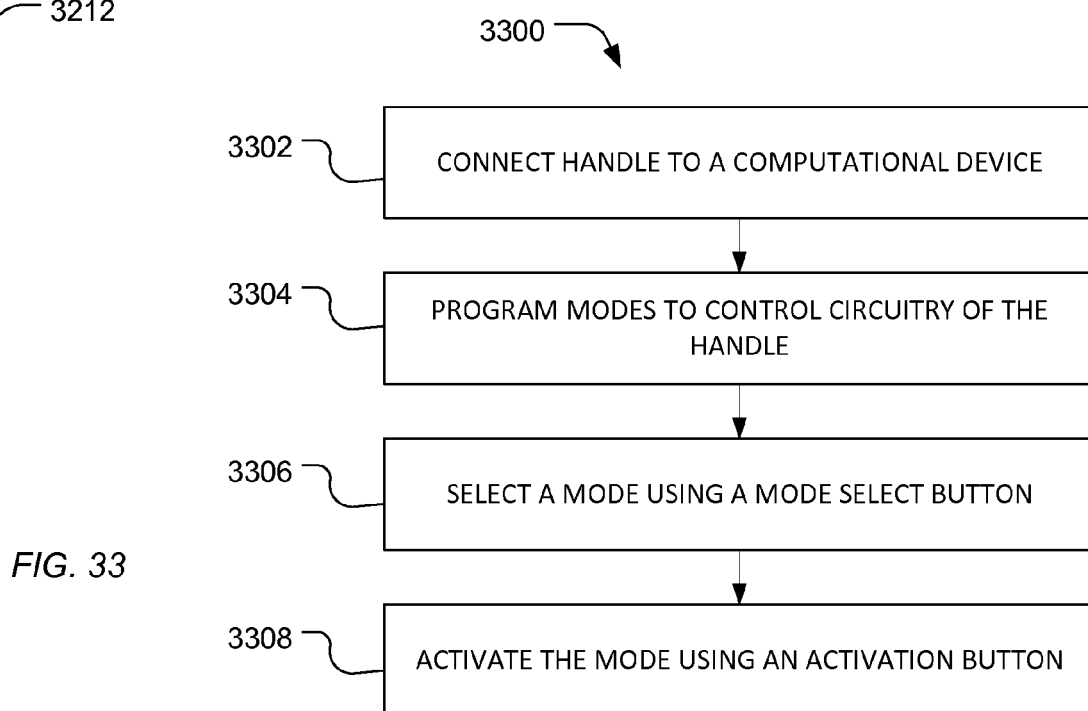 3212
3300
3302
CONNECT HANDLE TO A COMPUTATIONAL DEVICE
3304
PROGRAM MODES TO CONTROL CIRCUITRY OF THE
HANDLE
3306
SELECT A MODE USING A MODE SELECT BUTTON
FIG. 33
3308
ACTIVATE THE MODE USING AN ACTIVATION BUTTON